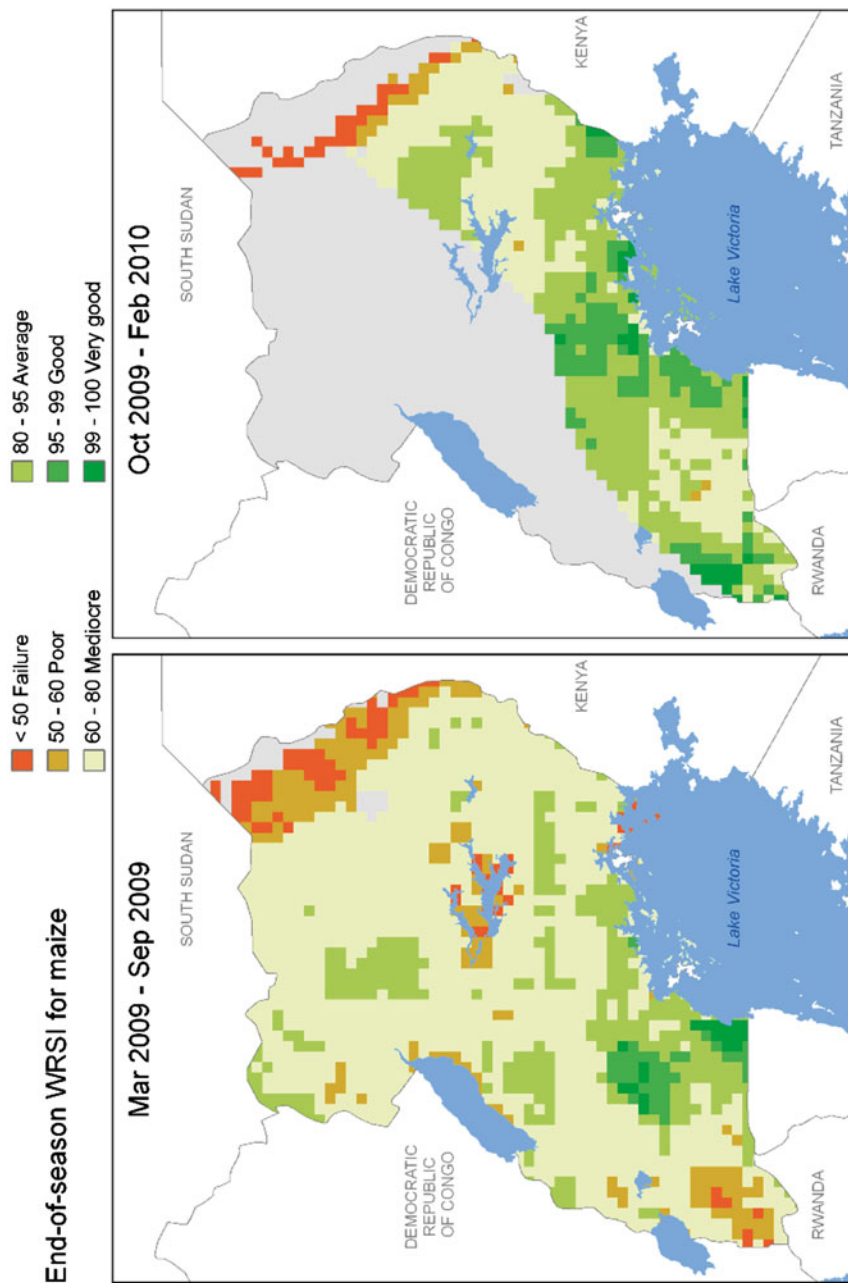 End-of-season WRSI for maize
< 50 Failure
50 - 60 Poor
60 - 80 Mediocre
80 - 95 Average
95 - 99 Good
99 - 100 Very good
Mar 2009 - Sep 2009
SOUTH SUDAN
DEMOCRATIC
REPUBLIC
OF CONGO
KENYA
Lake Victoria
RWANDA
TANZANIA
Oct 2009 - Feb 2010
SOUTH SUDAN
DEMOCRATIC
REPUBLIC
OF CONGO
KENYA
Lake Victoria
RWANDA
TANZANIA